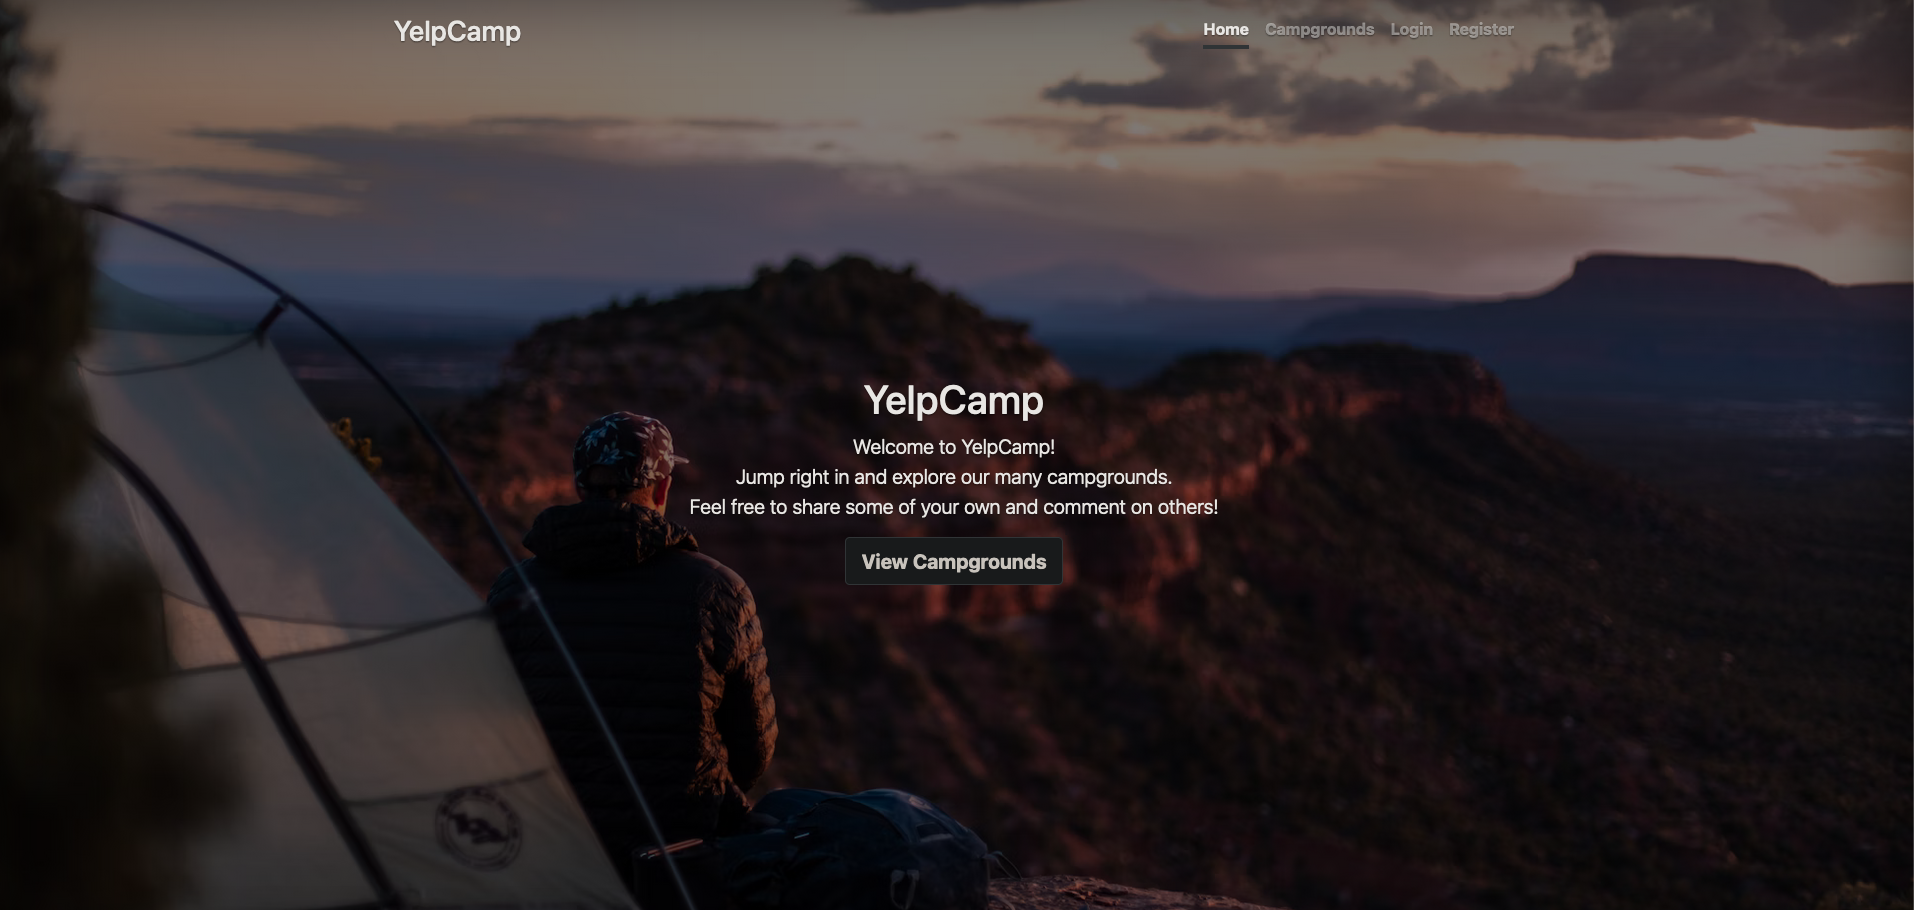 YelpCamp
Home Campgrounds Login Register
YelpCamp
Welcome to YelpCamp!
Jump right in and explore our many campgrounds.
Feel free to share some of your own and comment on others!
View Campgrounds